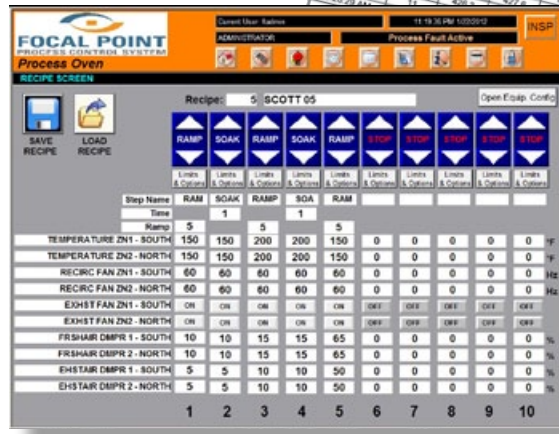 Current User: fladmin
11:19:36 PM 1/22/2012
INSP
ADMINISTRATOR
Process Fault Active
FOCAL POINT
PROCESS CONTROL SYSTEM
Process Oven
RECIPE SCREEN
Recipe: 5 SCOTT 05
Open Equip. Config
SAVE RECIPE
LOAD RECIPE
RAMP SOAK RAMP SOAK RAMP STOP STOP STOP STOP STOP
Limits & Options Limits & Options Limits & Options Limits & Options Limits & Options Limits & Options Limits & Options Limits & Options Limits & Options Limits & Options
Step Name RAM SOAK RAMP SOA RAM
Time 1 1
Ramp 5 5 5
TEMPERATURE ZN1 - SOUTH 150 150 200 200 150 0 0 0 0 0 °F
TEMPERATURE ZN2 - NORTH 150 150 200 200 150 0 0 0 0 0 °F
RECIRC FAN ZN1 - SOUTH 60 60 60 60 60 0 0 0 0 0 Hz
RECIRC FAN ZN2 - NORTH 60 60 60 60 60 0 0 0 0 0 Hz
EXHST FAN ZN1 - SOUTH ON ON ON ON ON OFF OFF OFF OFF OFF
EXHST FAN ZN2 - NORTH ON ON ON ON ON OFF OFF OFF OFF OFF
FRSHAIR DMPR 1 - SOUTH 10 10 15 15 65 0 0 0 0 0 %
FRSHAIR DMPR 2 - NORTH 10 10 15 15 65 0 0 0 0 0 %
EHSTAIR DMPR 1 - SOUTH 5 5 10 10 50 0 0 0 0 0 %
EHSTAIR DMPR 2 - NORTH 5 5 10 10 50 0 0 0 0 0 %
1 2 3 4 5 6 7 8 9 10